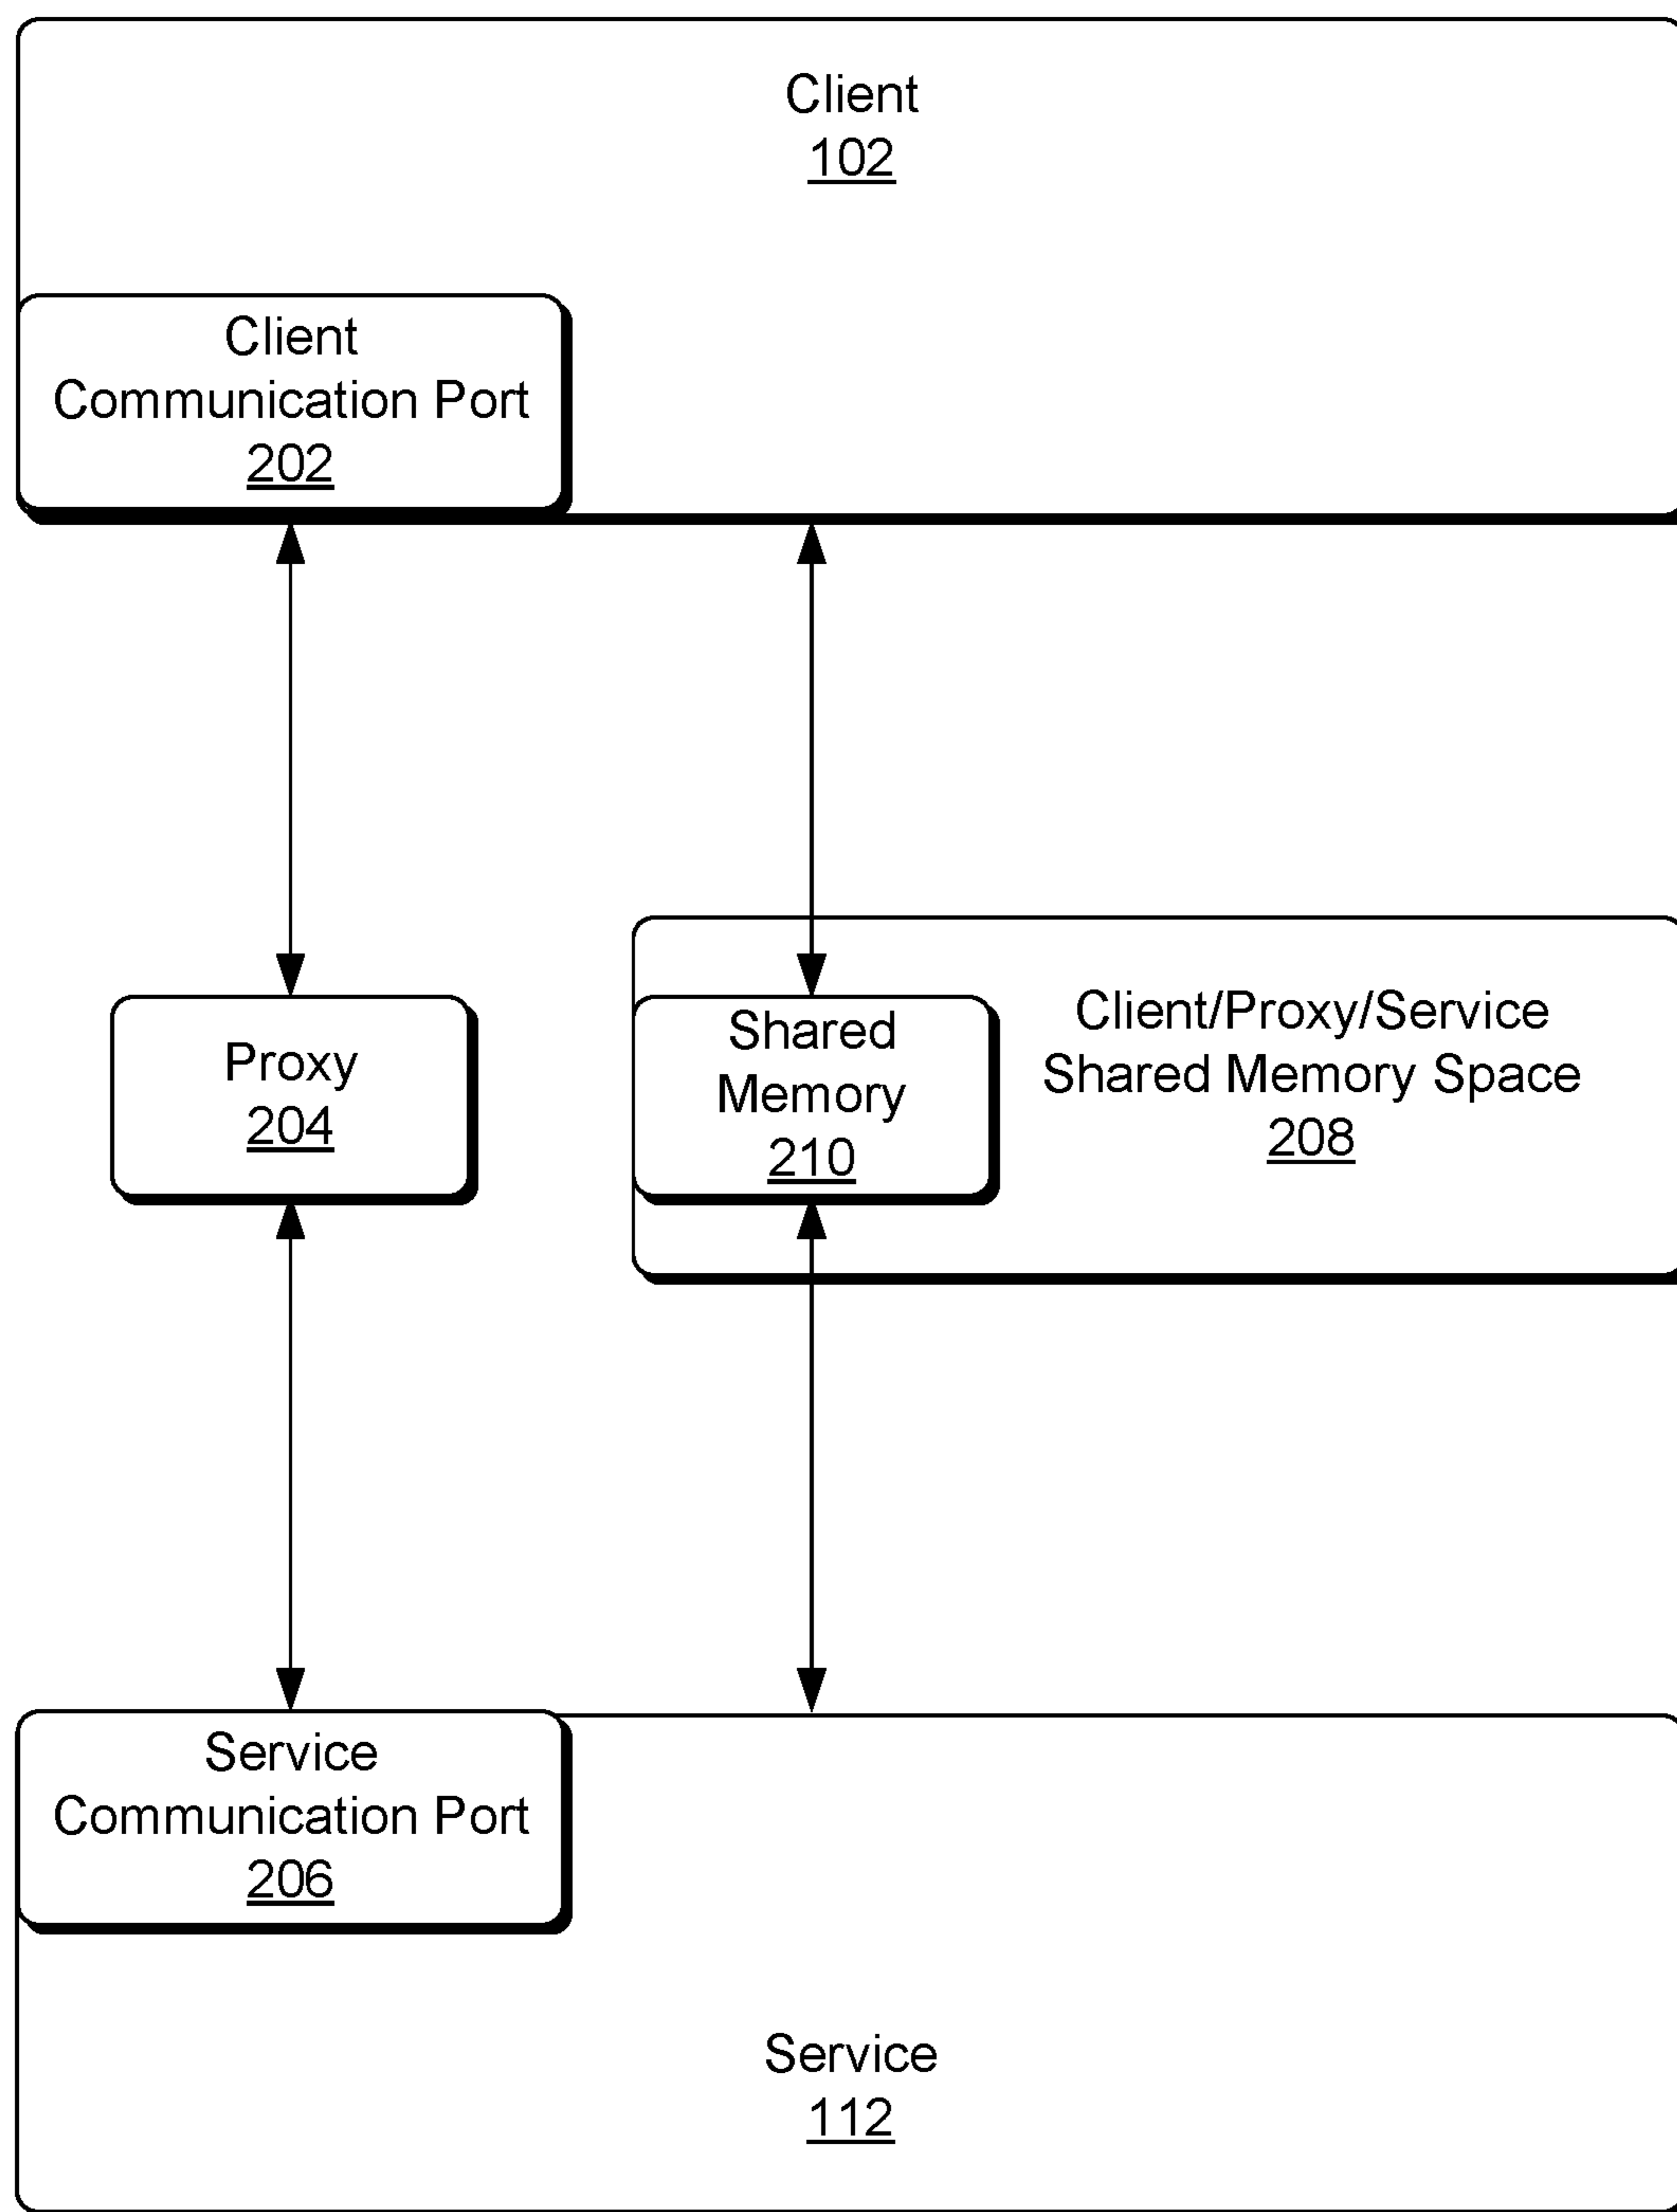 Client
102
Client
Communication Port
202
Proxy
204
Shared
Memory
210
Client/Proxy/Service
Shared Memory Space
208
Service
Communication Port
206
Service
112